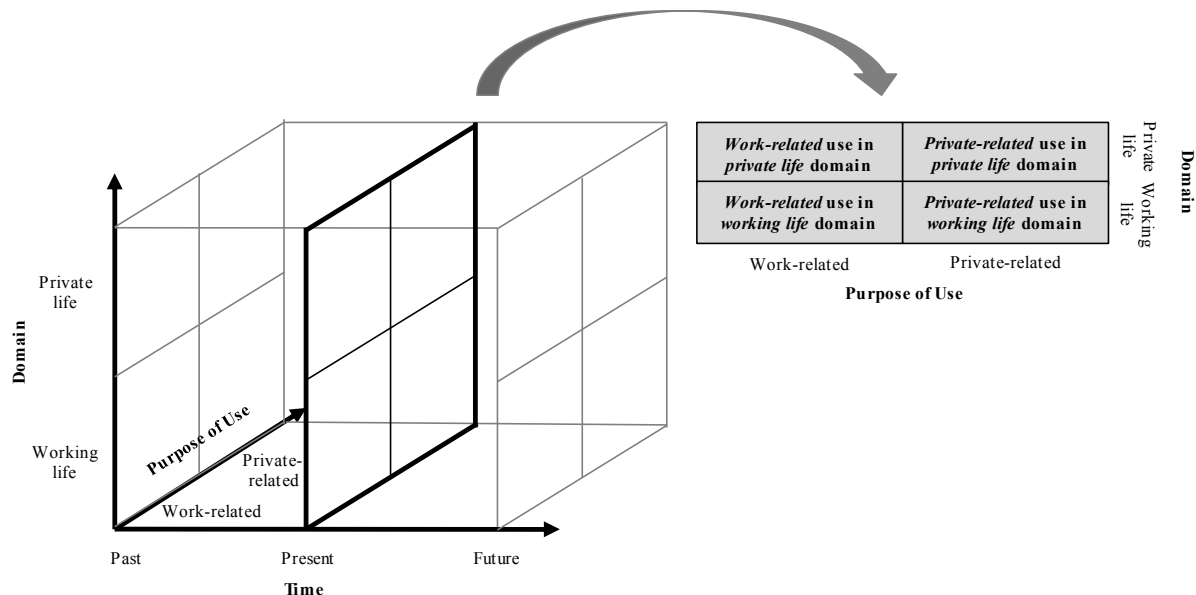 Work-related use in
private life domain
Private-related use in
private life domain
Work-related use in
working life domain
Private-related use in
working life domain
Private
life
Working
life
Domain
Work-related
Private-related
Purpose of Use
Private
life
Domain
Working
life
Purpose of Use
Private-
related
Work-related
Past
Present
Future
Time